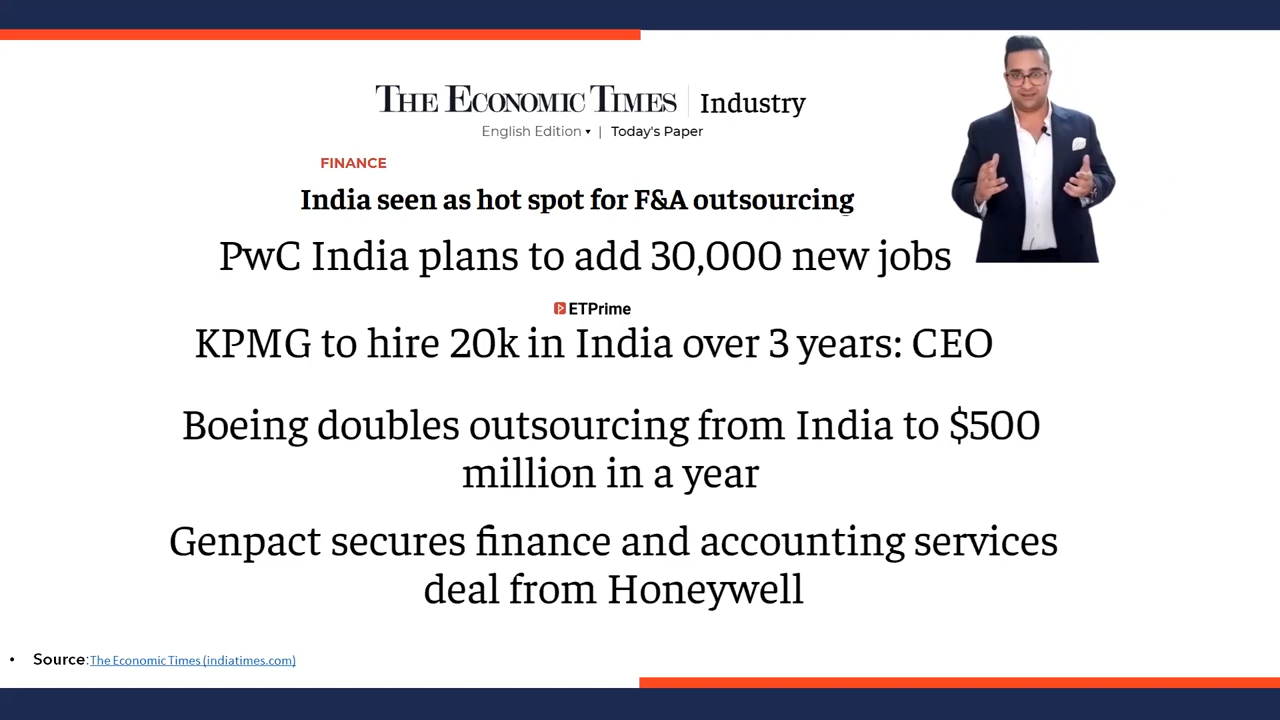 THE ECONOMIC TIMES | Industry
English Edition ▾ | Today's Paper
FINANCE
India seen as hot spot for F&A outsourcing
PwC India plans to add 30,000 new jobs
ETPrime
KPMG to hire 20k in India over 3 years: CEO
Boeing doubles outsourcing from India to $500
million in a year
Genpact secures finance and accounting services
deal from Honeywell
• Source:The Economic Times (indiatimes.com)